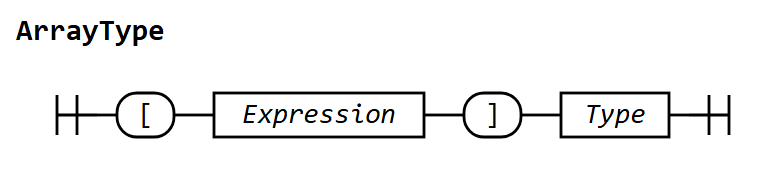 ArrayType
[ Expression ] Type